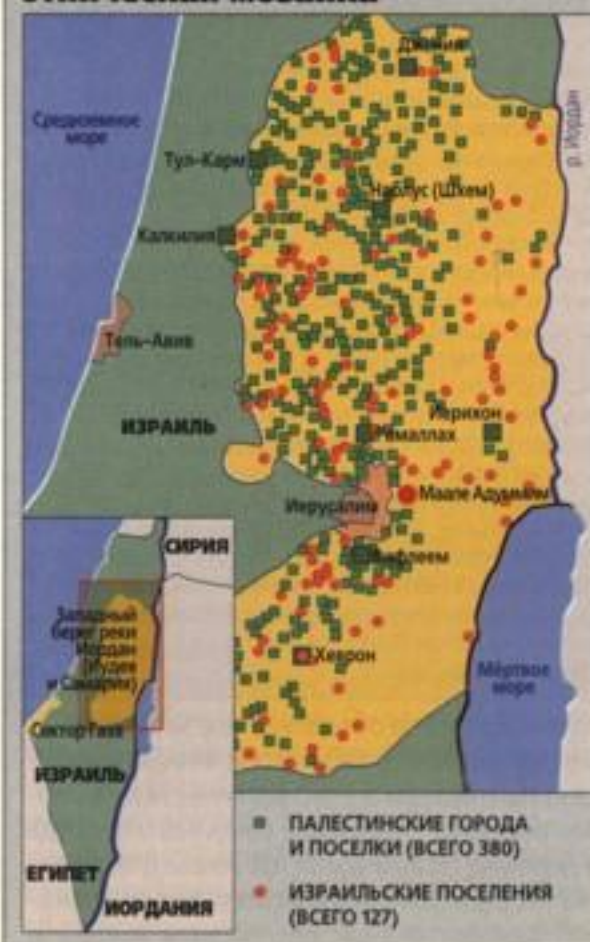 Дженин
Средиземное
море
р. Иордан
Тул-Карм
Наблус (Шхем)
Калкилия
Тель-Авив
Иерихон
ИЗРАИЛЬ
Рамаллах
Маале Адумим
Иерусалим
Вифлеем
СИРИЯ
Западный
берег реки
Иордан
(Иудея
и Самария)
Хеврон
Мёртвое
море
Сектор Газа
ИЗРАИЛЬ
ЕГИПЕТ
ИОРДАНИЯ
ПАЛЕСТИНСКИЕ ГОРОДА
И ПОСЕЛКИ (ВСЕГО 380)
ИЗРАИЛЬСКИЕ ПОСЕЛЕНИЯ
(ВСЕГО 127)